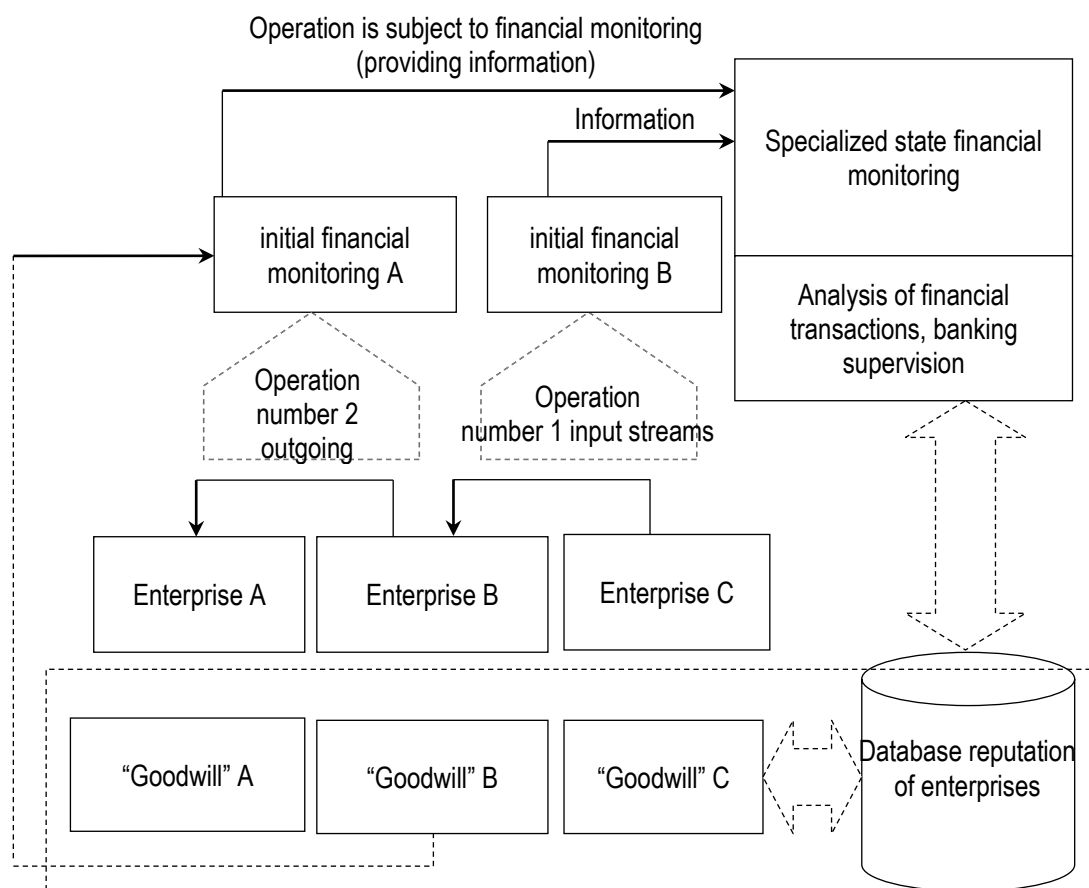 Operation is subject to financial monitoring
(providing information)
Information
Specialized state financial
monitoring
initial financial
monitoring A
initial financial
monitoring B
Analysis of financial
transactions, banking
supervision
Operation
number 2
outgoing
Operation
number 1 input streams
Enterprise A
Enterprise B
Enterprise C
“Goodwill” A
“Goodwill” B
“Goodwill” C
Database reputation
of enterprises